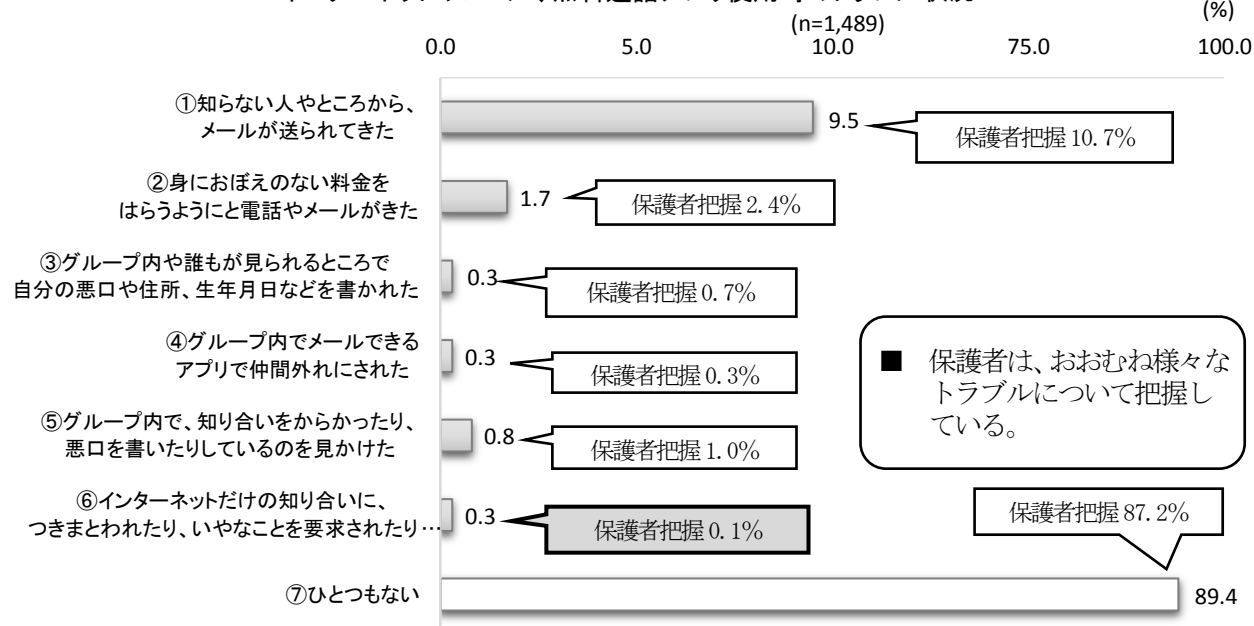 (%)
(n=1,489)
0.0 5.0 10.0 75.0 100.0
①知らない人やところから、
メールが送られてきた
9.5
保護者把握 10.7%
②身におぼえのない料金を
はらうようにと電話やメールがきた
1.7
保護者把握 2.4%
③グループ内や誰もが見られるところで
自分の悪口や住所、生年月日などを書かれた
0.3
保護者把握 0.7%
④グループ内でメールできる
アプリで仲間外れにされた
0.3
保護者把握 0.3%
⑤グループ内で、知り合いをからかったり、
悪口を書いたりしているのを見かけた
0.8
保護者把握 1.0%
⑥インターネットだけの知り合いに、
つきまとわれたり、いやなことを要求されたり…
0.3
保護者把握 0.1%
■ 保護者は、おおむね様々な
トラブルについて把握し
ている。
保護者把握 87.2%
⑦ひとつもない
89.4